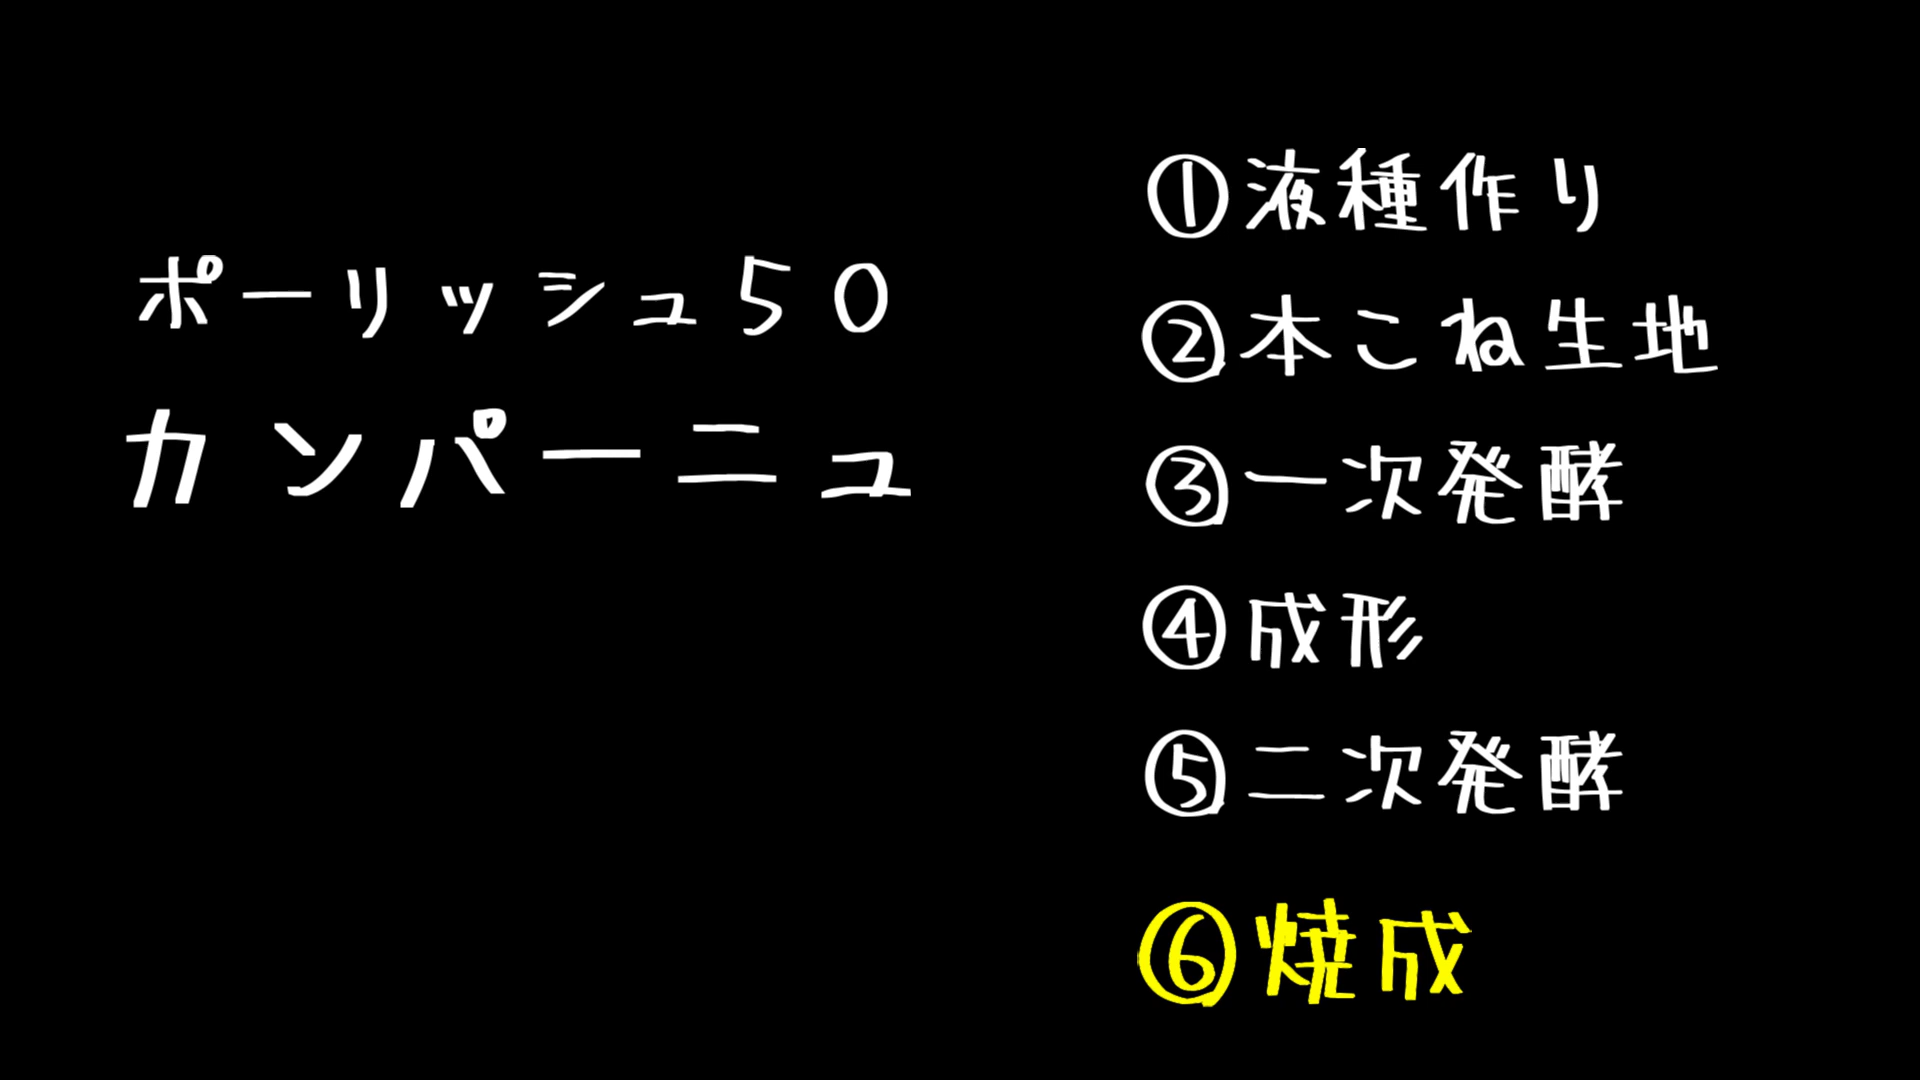 ポーリッシュ50
カンパーニュ
①液種作り
②本こね生地
③一次発酵
④成形
⑤二次発酵
⑥焼成